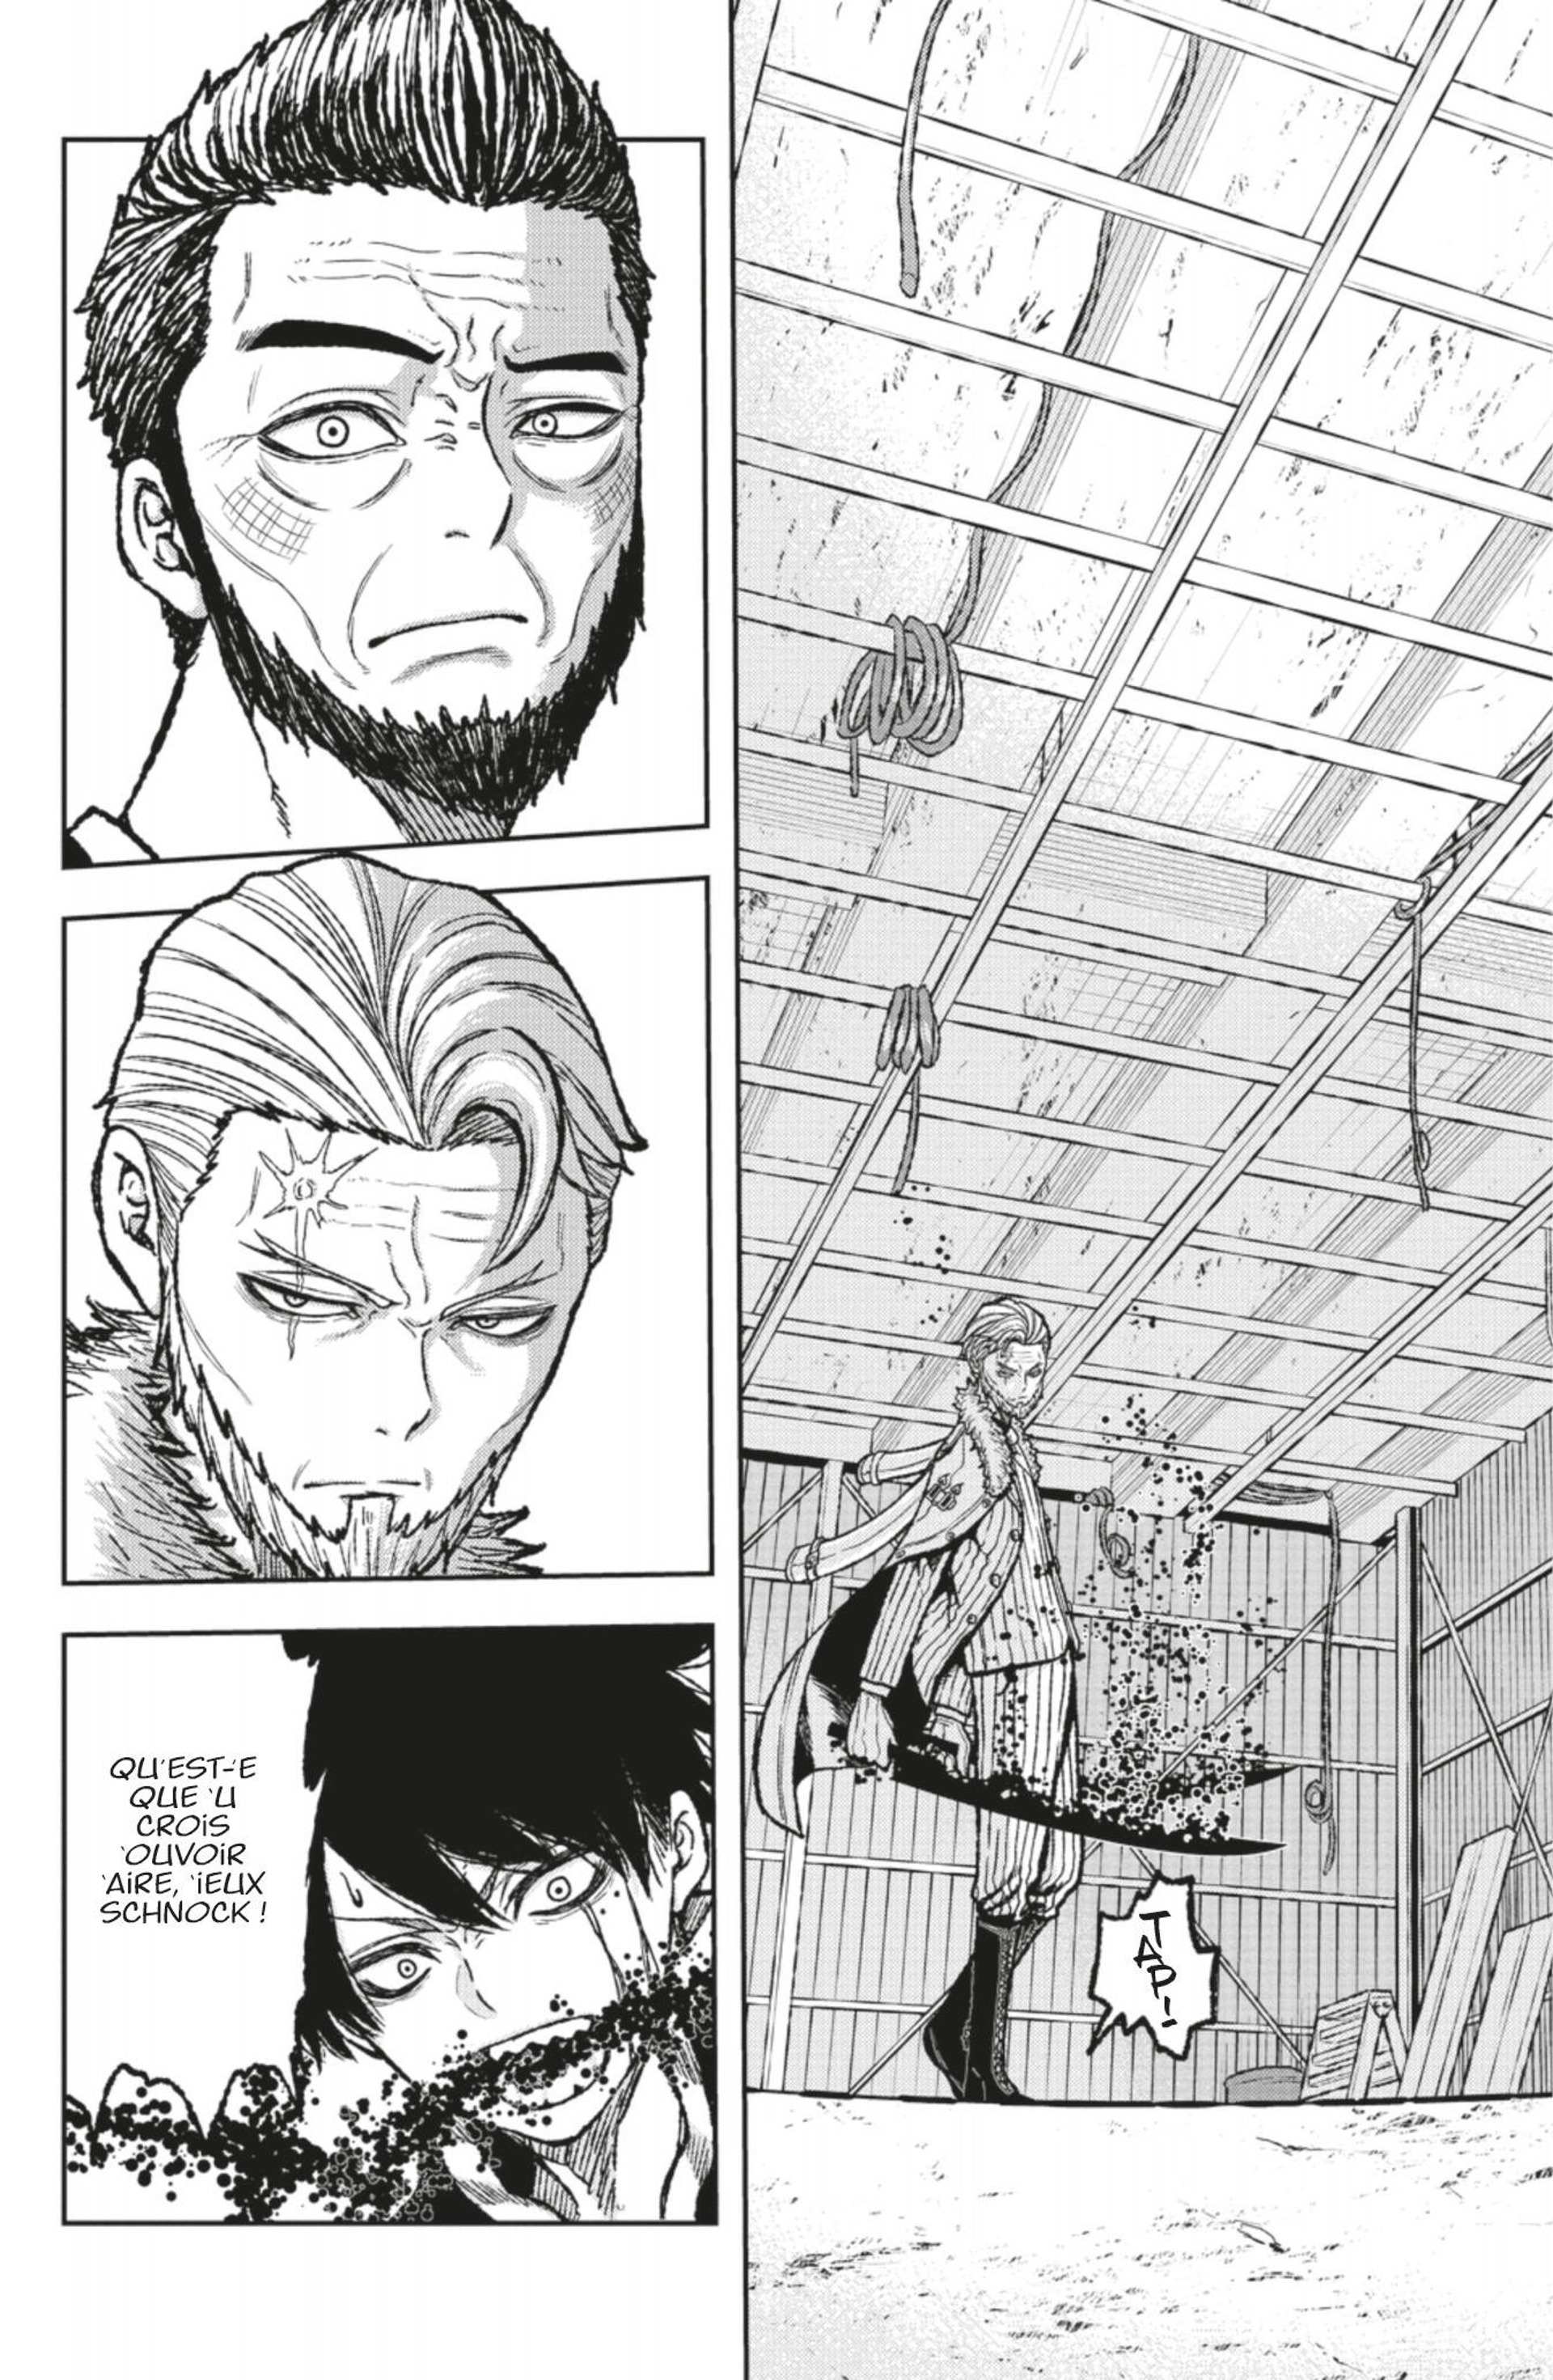 TAP!
QU'EST-'E
QUE 'U
CROIS
'OUVOIR
'AIRE, 'IEUX
SCHNOCK !